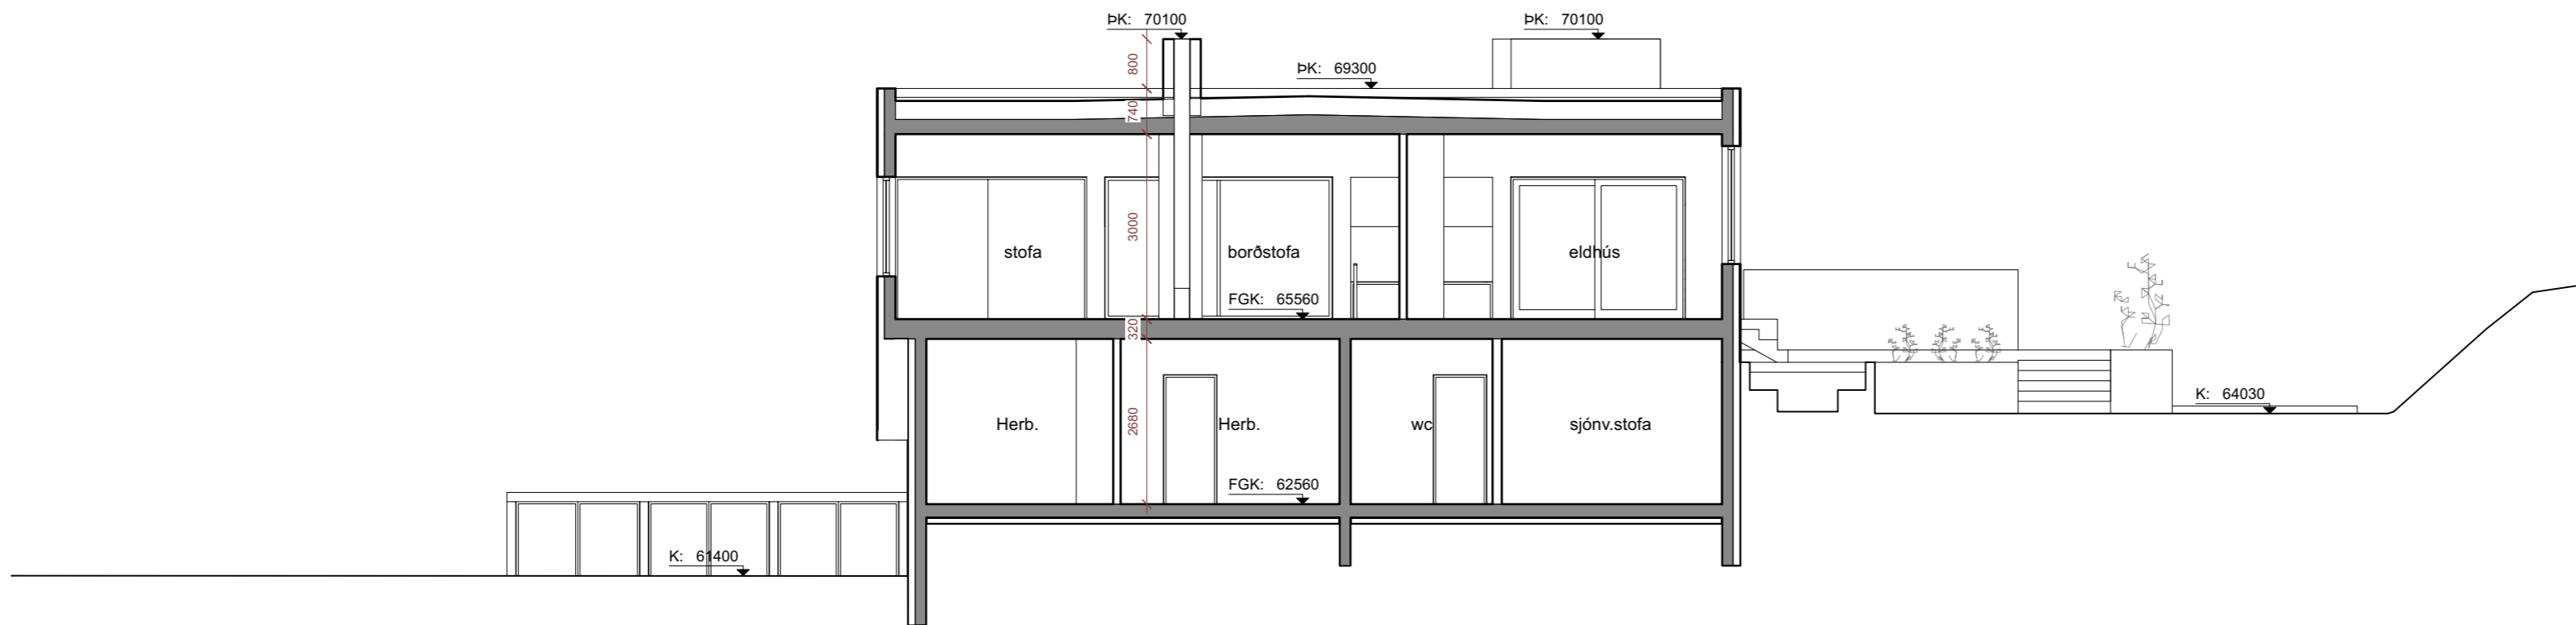 ÞK: 70100
ÞK: 70100
800
ÞK: 69300
740
3000
stofa
borðstofa
eldhús
FGK: 65560
320
2680
K: 64030
Herb.
Herb.
wc
sjónv.stofa
FGK: 62560
K: 61400